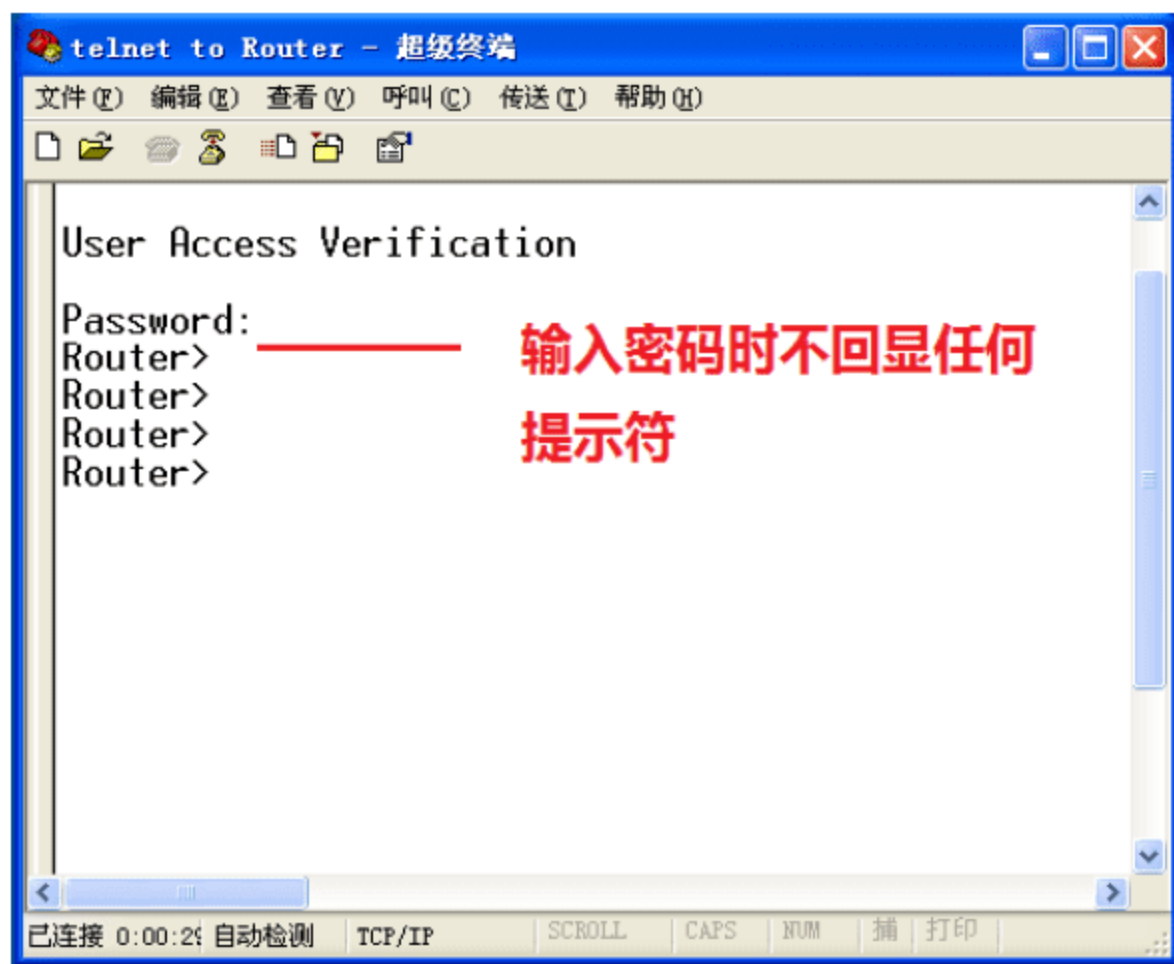 telnet to Router - 超级终端
文件(F) 编辑(E) 查看(V) 呼叫(C) 传送(T) 帮助(H)
User Access Verification
Password:
Router>
Router>
Router>
Router>
输入密码时不回显任何
提示符
已连接 0:00:29 自动检测 TCP/IP SCROLL CAPS NUM 捕 打印